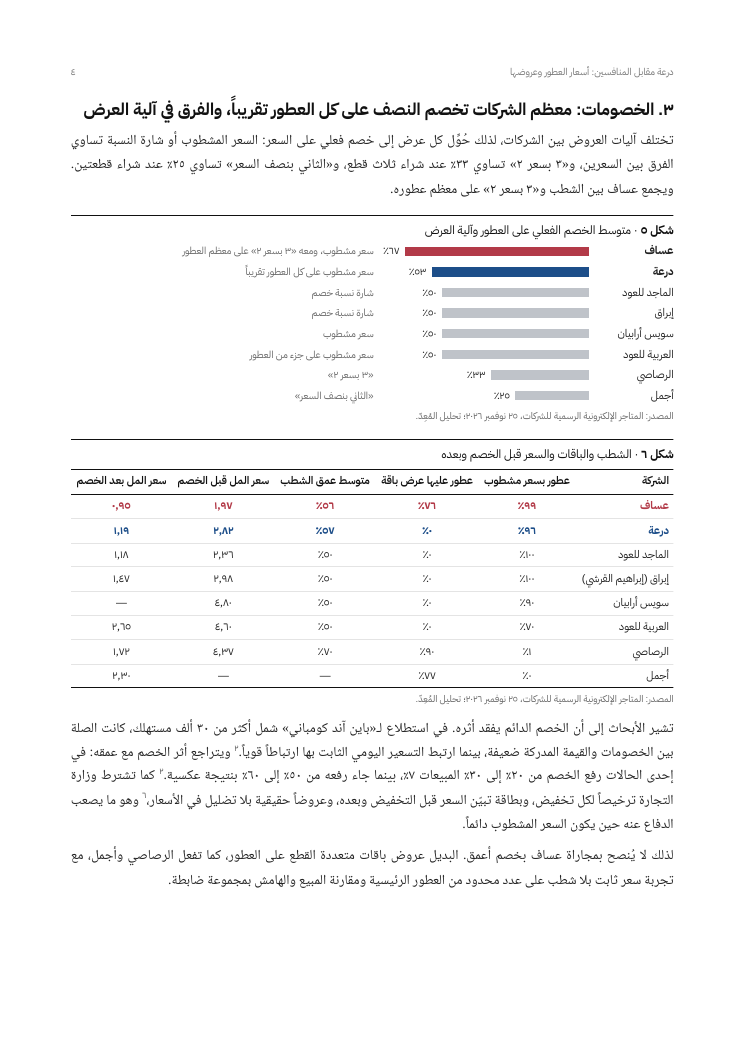 درعة مقابل المنافسين: أسعار العطور وعروضها
٤
٣. الخصومات: معظم الشركات تخصم النصف على كل العطور تقريباً، والفرق في آلية العرض
تختلف آليات العروض بين الشركات، لذلك حُوِّل كل عرض إلى خصم فعلي على السعر: السعر المشطوب أو شارة النسبة تساوي
الفرق بين السعرين، و«٣ بسعر ٢» تساوي ٣٣٪ عند شراء ثلاث قطع، و«الثاني بنصف السعر» تساوي ٢٥٪ عند شراء قطعتين.
ويجمع عساف بين الشطب و«٣ بسعر ٢» على معظم عطوره.
شكل ٥ · متوسط الخصم الفعلي على العطور وآلية العرض
عساف ٦٧٪ سعر مشطوب، ومعه «٣ بسعر ٢» على معظم العطور
درعة ٥٣٪ سعر مشطوب على كل العطور تقريباً
الماجد للعود ٥٠٪ شارة نسبة خصم
إبراق ٥٠٪ شارة نسبة خصم
سويس أرابيان ٥٠٪ سعر مشطوب
العربية للعود ٥٠٪ سعر مشطوب على جزء من العطور
الرصاصي ٣٣٪ «٣ بسعر ٢»
أجمل ٢٥٪ «الثاني بنصف السعر»
المصدر: المتاجر الإلكترونية الرسمية للشركات، ٢٥ نوفمبر ٢٠٢٦؛ تحليل المُعِدّ.
شكل ٦ · الشطب والباقات والسعر قبل الخصم وبعده
الشركة عطور بسعر مشطوب عطور عليها عرض باقة متوسط عمق الشطب سعر المل قبل الخصم سعر المل بعد الخصم
عساف ٩٩٪ ٧٦٪ ٥٦٪ ١,٩٧ ٠,٩٥
درعة ٩٦٪ ٠٪ ٥٧٪ ٢,٨٢ ١,١٩
الماجد للعود ١٠٠٪ ٠٪ ٥٠٪ ٢,٣٦ ١,١٨
إبراق (إبراهيم القرشي) ١٠٠٪ ٠٪ ٥٠٪ ٢,٩٨ ١,٤٧
سويس أرابيان ٩٠٪ ٠٪ ٥٠٪ ٤,٨٠ —
العربية للعود ٧٠٪ ٠٪ ٥٠٪ ٤,٦٠ ٢,٦٥
الرصاصي ١٪ ٩٠٪ ٧٠٪ ٤,٣٧ ١,٧٢
أجمل ٠٪ ٧٧٪ — — ٢,٣٠
المصدر: المتاجر الإلكترونية الرسمية للشركات، ٢٥ نوفمبر ٢٠٢٦؛ تحليل المُعِدّ.
تشير الأبحاث إلى أن الخصم الدائم يفقد أثره. في استطلاع لـ«باين آند كومباني» شمل أكثر من ٣٠ ألف مستهلك، كانت الصلة
بين الخصومات والقيمة المدركة ضعيفة، بينما ارتبط التسعير اليومي الثابت بها ارتباطاً قوياً.٢ ويتراجع أثر الخصم مع عمقه: في
إحدى الحالات رفع الخصم من ٢٠٪ إلى ٣٠٪ المبيعات ٧٪، بينما جاء رفعه من ٥٠٪ إلى ٦٠٪ بنتيجة عكسية.٣ كما تشترط وزارة
التجارة ترخيصاً لكل تخفيض، وبطاقة تبيّن السعر قبل التخفيض وبعده، وعروضاً حقيقية بلا تضليل في الأسعار،٦ وهو ما يصعب
الدفاع عنه حين يكون السعر المشطوب دائماً.
لذلك لا يُنصح بمجاراة عساف بخصم أعمق. البديل عروض باقات متعددة القطع على العطور، كما تفعل الرصاصي وأجمل، مع
تجربة سعر ثابت بلا شطب على عدد محدود من العطور الرئيسية ومقارنة المبيع والهامش بمجموعة ضابطة.